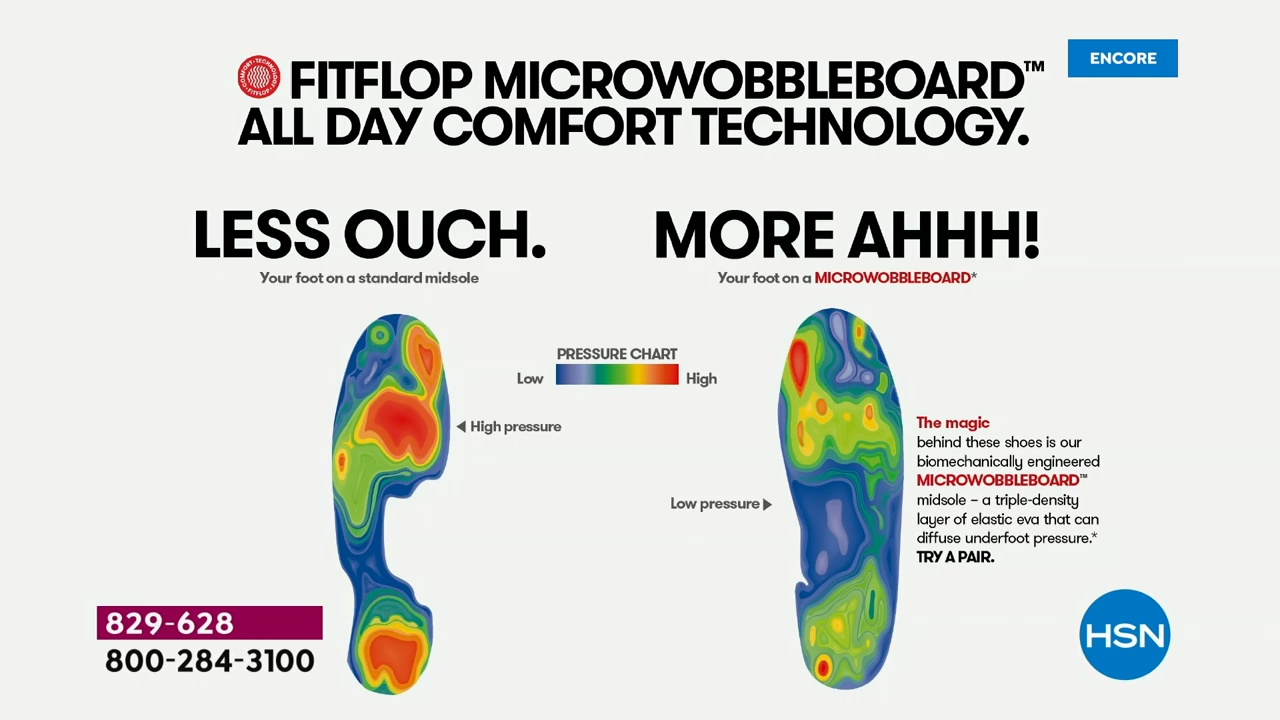 ENCORE
FITFLOP MICROWOBBLEBOARD™
ALL DAY COMFORT TECHNOLOGY.
LESS OUCH.
MORE AHHH!
Your foot on a standard midsole
Your foot on a MICROWOBBLEBOARD*
PRESSURE CHART
Low
High
High pressure
Low pressure
The magic
behind these shoes is our
biomechanically engineered
MICROWOBBLEBOARD™
midsole – a triple-density
layer of elastic eva that can
diffuse underfoot pressure.*
TRY A PAIR.
829-628
800-284-3100
HSN